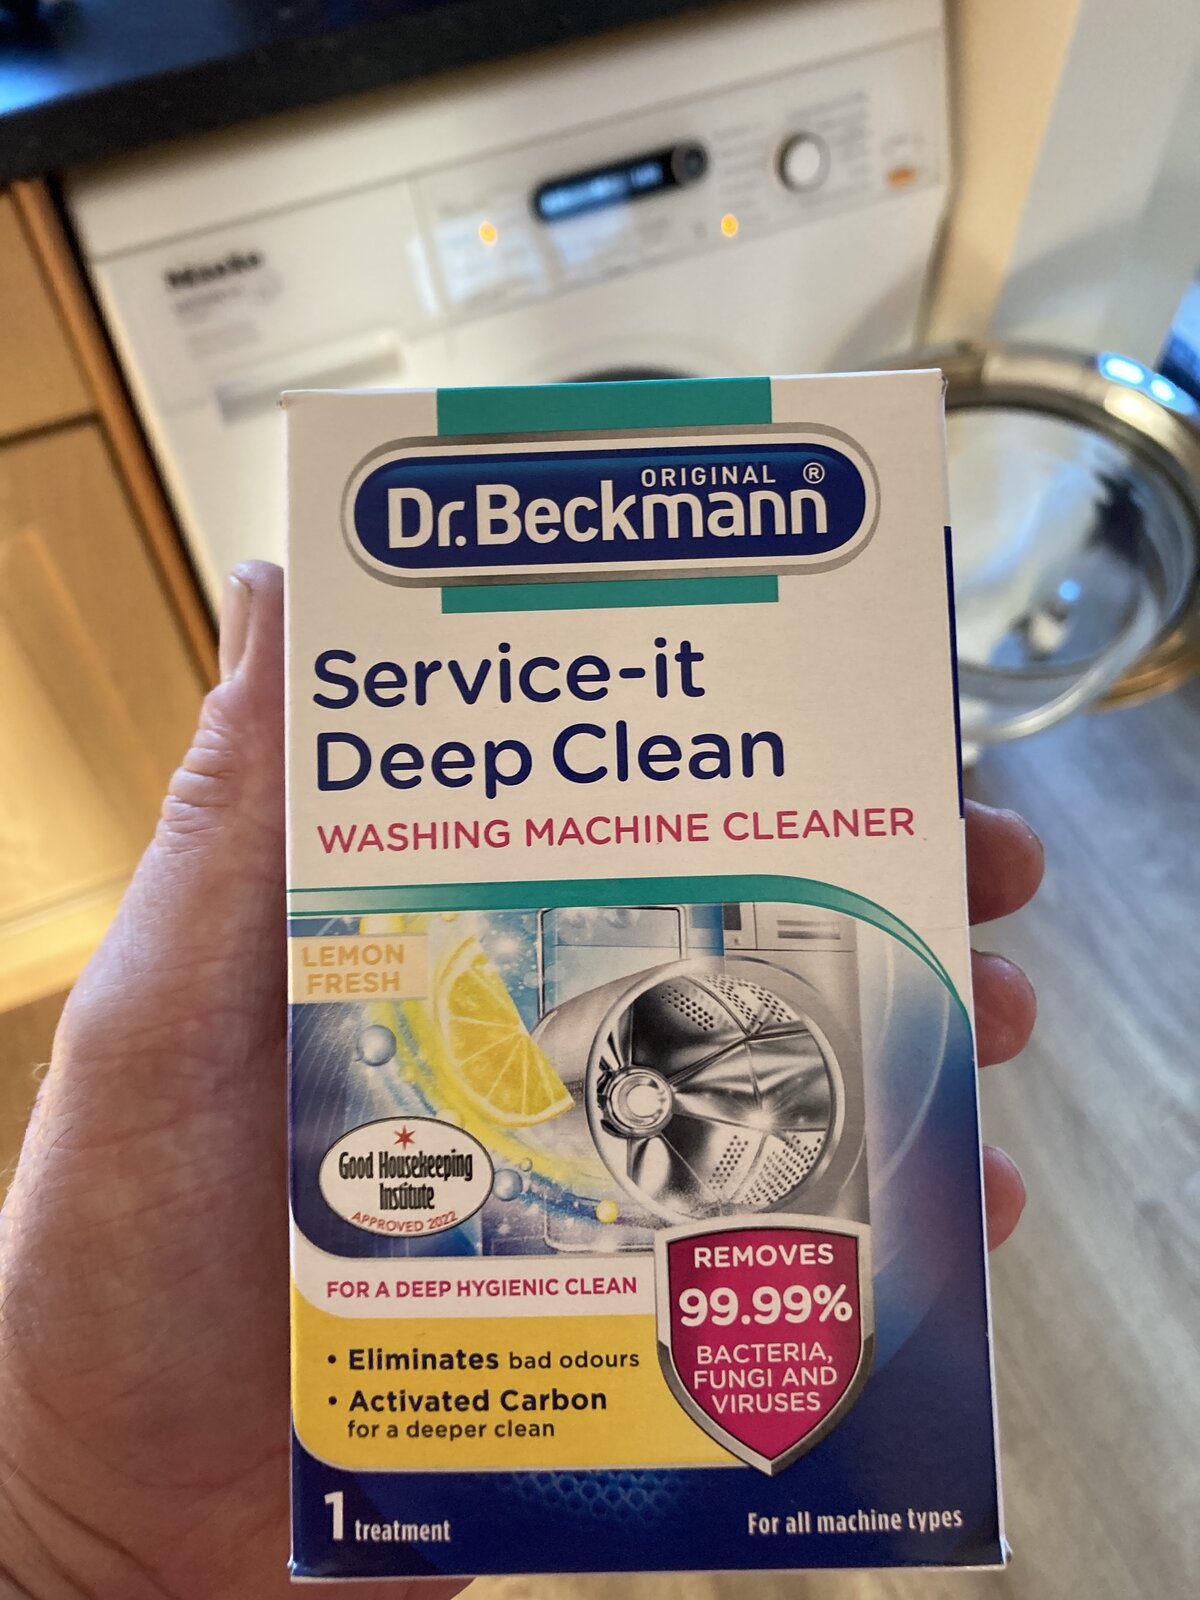 Miele
ORIGINAL ®
Dr.Beckmann
Service-it
Deep Clean
WASHING MACHINE CLEANER
LEMON
FRESH
Good Housekeeping
Institute
APPROVED 2022
FOR A DEEP HYGIENIC CLEAN
• Eliminates bad odours
• Activated Carbon
for a deeper clean
REMOVES
99.99%
BACTERIA,
FUNGI AND
VIRUSES
1 treatment
For all machine types